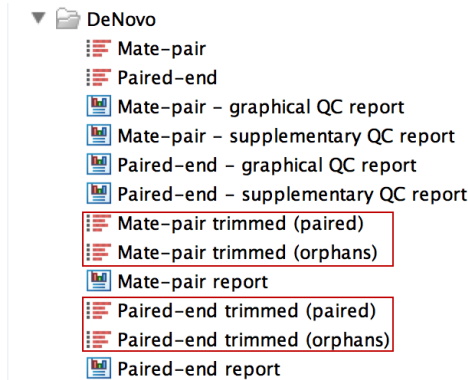 DeNovo
Mate-pair
Paired-end
Mate-pair – graphical QC report
Mate-pair – supplementary QC report
Paired-end – graphical QC report
Paired-end – supplementary QC report
Mate-pair trimmed (paired)
Mate-pair trimmed (orphans)
Mate-pair report
Paired-end trimmed (paired)
Paired-end trimmed (orphans)
Paired-end report